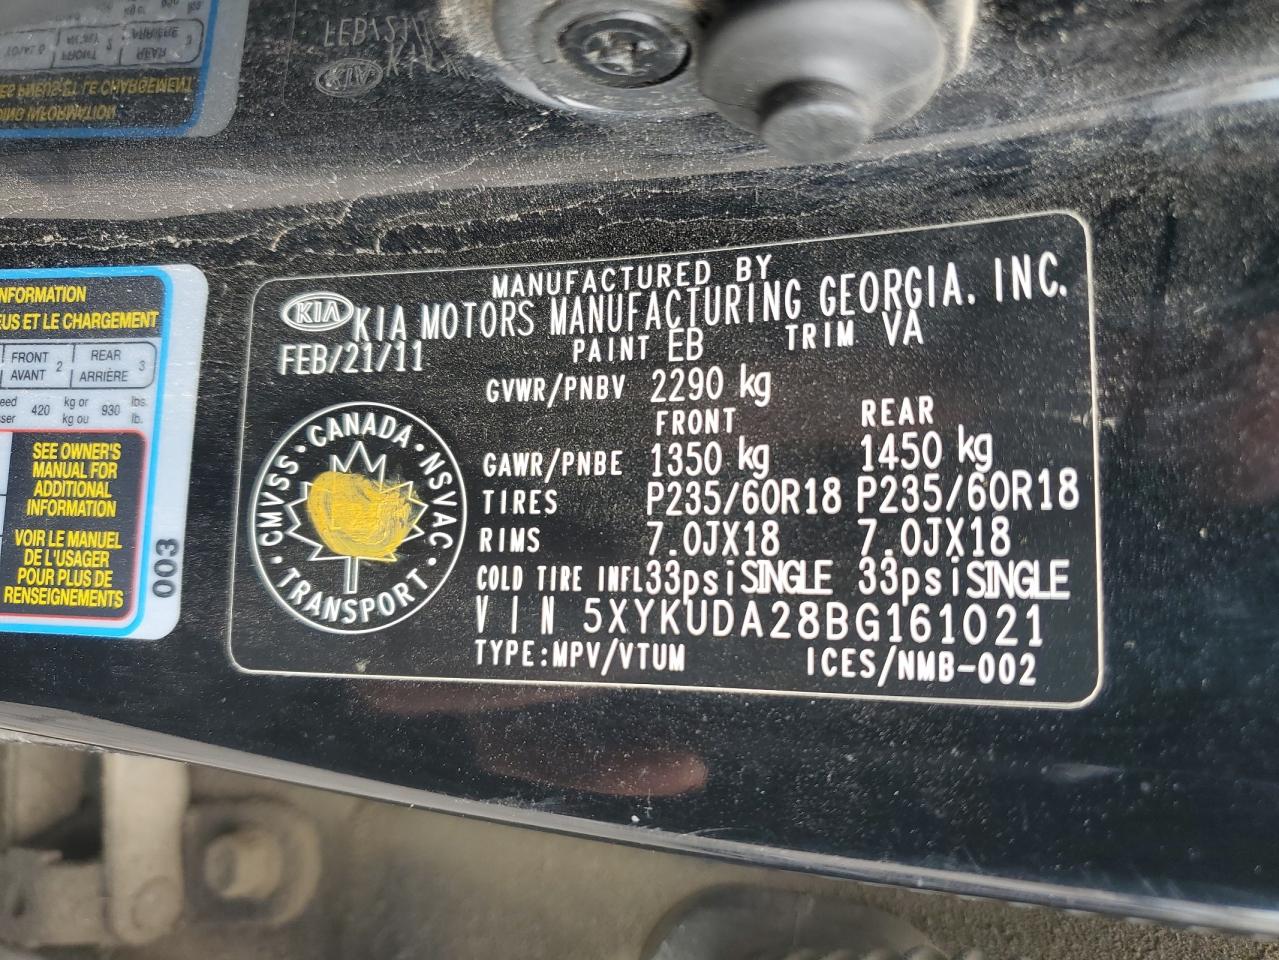 MANUFACTURED BY
KIA KIA MOTORS MANUFACTURING GEORGIA, INC.
FEB/21/11 PAINT EB TRIM VA
GVWR/PNBV 2290 kg
FRONT REAR
GAWR/PNBE 1350 kg 1450 kg
TIRES P235/60R18 P235/60R18
RIMS 7.0JX18 7.0JX18
COLD TIRE INFL 33psi SINGLE 33psi SINGLE
VIN 5XYKUDA28BG161021
TYPE:MPV/VTUM ICES/NMB-002
CANADA · NSVAC · TRANSPORT · CMVSS ·
NFORMATION
EUS ET LE CHARGEMENT
FRONT 2 REAR 3
AVANT ARRIÈRE
eed 420 kg or 930 lbs.
sser kg ou lb.
SEE OWNER'S
MANUAL FOR
ADDITIONAL
INFORMATION
VOIR LE MANUEL
DE L'USAGER
POUR PLUS DE
RENSEIGNEMENTS
003